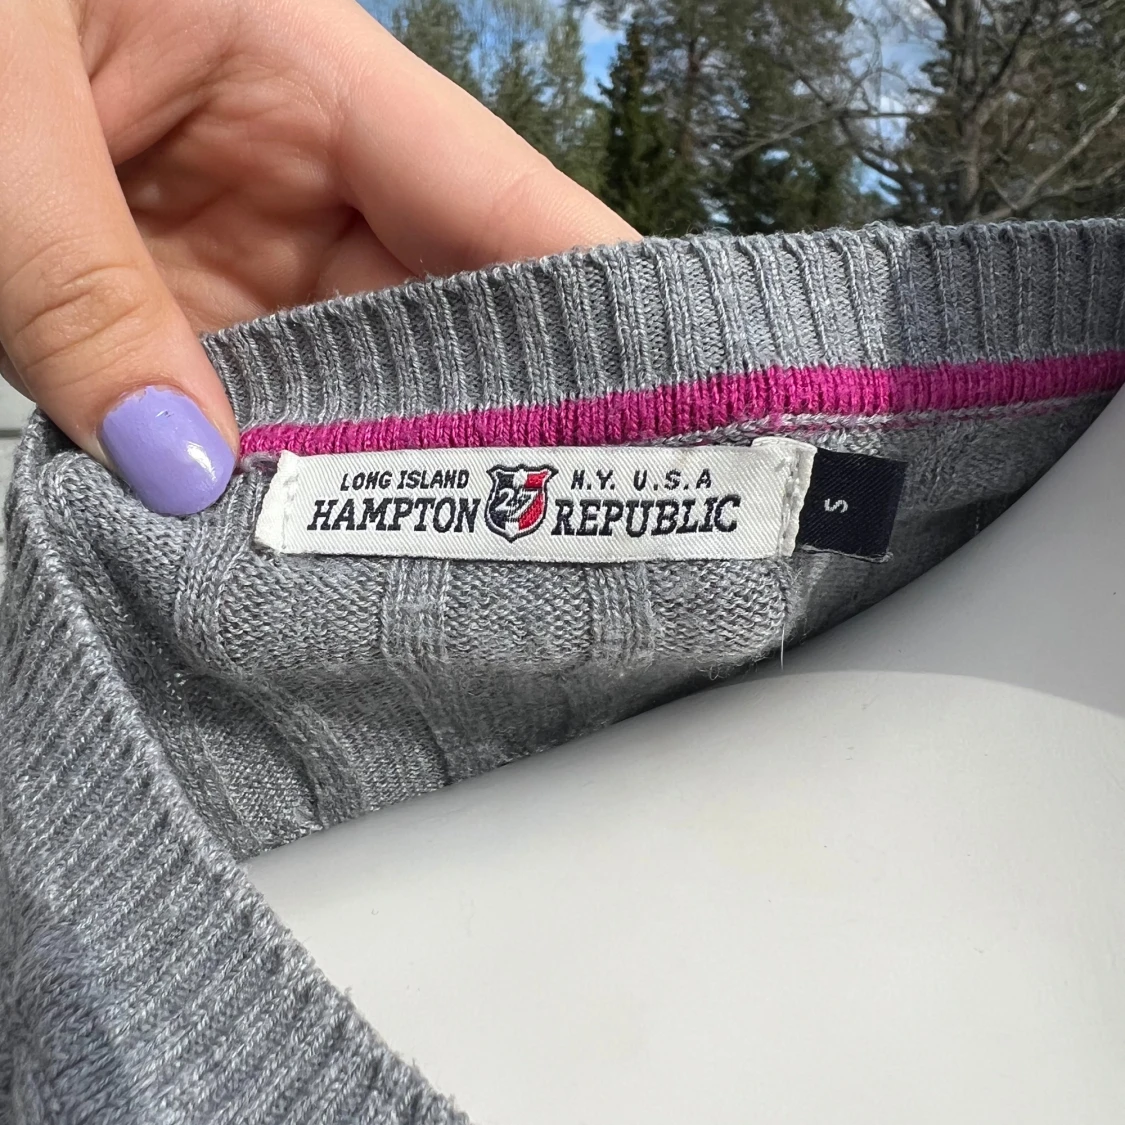 LONG ISLAND N.Y. U.S.A
HAMPTON 27 REPUBLIC
S